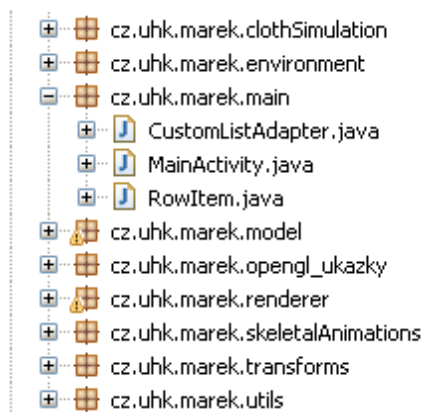 cz.uhk.marek.clothSimulation
cz.uhk.marek.environment
cz.uhk.marek.main
CustomListAdapter.java
MainActivity.java
RowItem.java
cz.uhk.marek.model
cz.uhk.marek.opengl_ukazky
cz.uhk.marek.renderer
cz.uhk.marek.skeletalAnimations
cz.uhk.marek.transforms
cz.uhk.marek.utils